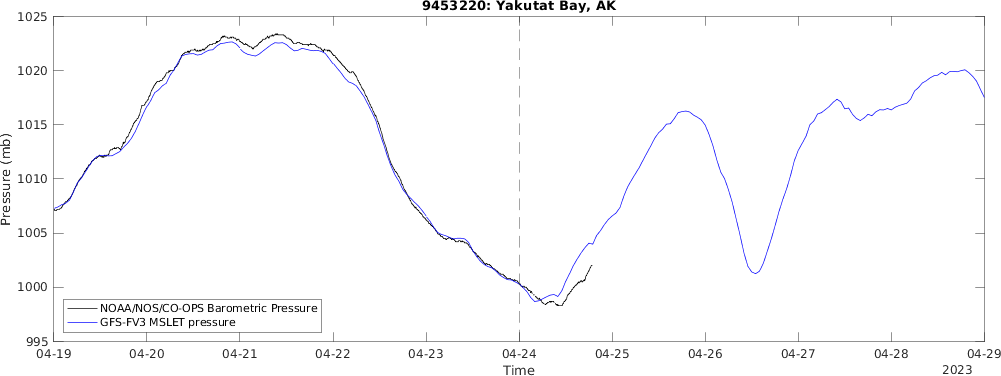 9453220: Yakutat Bay, AK
1025
1020
1015
1010
1005
1000
995
Pressure (mb)
NOAA/NOS/CO-OPS Barometric Pressure
GFS-FV3 MSLET pressure
04-19 04-20 04-21 04-22 04-23 04-24 04-25 04-26 04-27 04-28 04-29
Time
2023